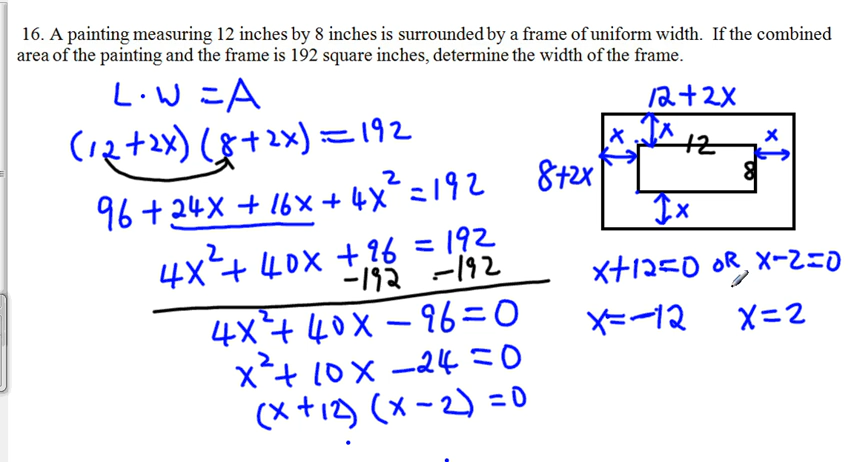 16. A painting measuring 12 inches by 8 inches is surrounded by a frame of uniform width.  If the combined
area of the painting and the frame is 192 square inches, determine the width of the frame.
L·W = A
(12+2x)(8+2x)=192
96+24x+16x+4x²=192
4x²+40x+96=192
-192 -192
4x²+40x-96=0
x²+10x-24=0
(x+12)(x-2)=0
12+2x
x x 12 x
8+2x 8
x
x+12=0 OR x-2=0
x=-12 x=2